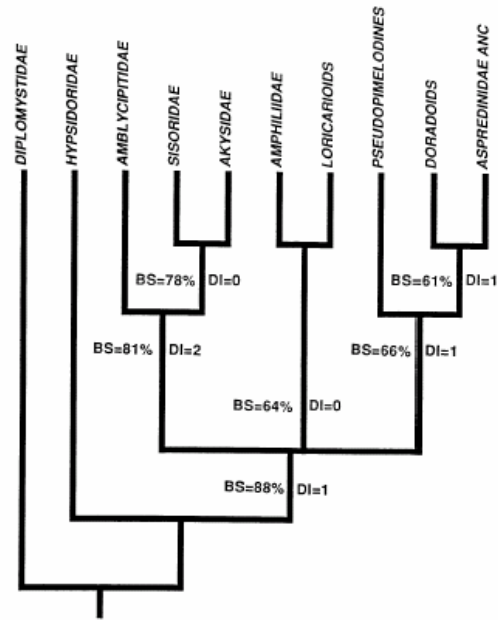 DIPLOMYSTIDAE
HYPSIDORIDAE
AMBLYCIPITIDAE
SISORIDAE
AKYSIDAE
AMPHILIIDAE
LORICARIOIDS
PSEUDOPIMELODINES
DORADOIDS
ASPREDINIDAE ANC
BS=78% DI=0
BS=61% DI=1
BS=81% DI=2
BS=66% DI=1
BS=64% DI=0
BS=88% DI=1